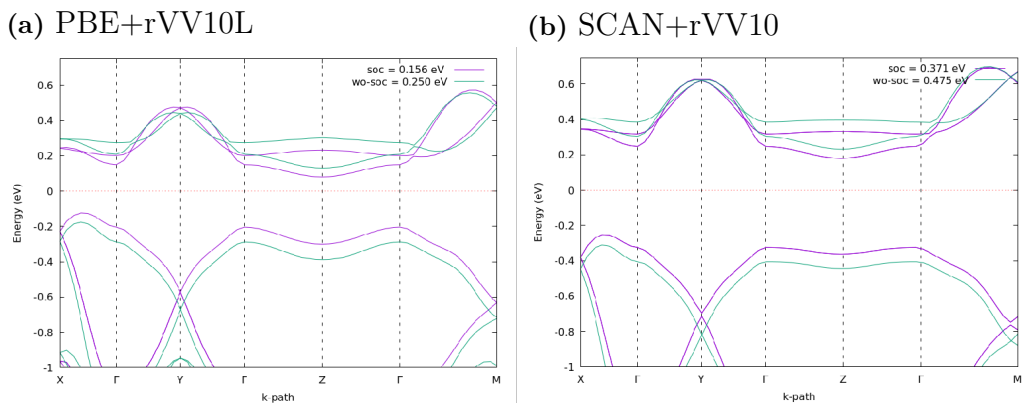 (a) PBE+rVV10L
soc = 0.156 eV
wo-soc = 0.250 eV
0.6
0.4
0.2
0
-0.2
-0.4
-0.6
-0.8
-1
Energy (eV)
X Γ Y Γ Z Γ M
k-path
(b) SCAN+rVV10
soc = 0.371 eV
wo-soc = 0.475 eV
0.6
0.4
0.2
0
-0.2
-0.4
-0.6
-0.8
-1
Energy (eV)
X Γ Y Γ Z Γ M
k-path